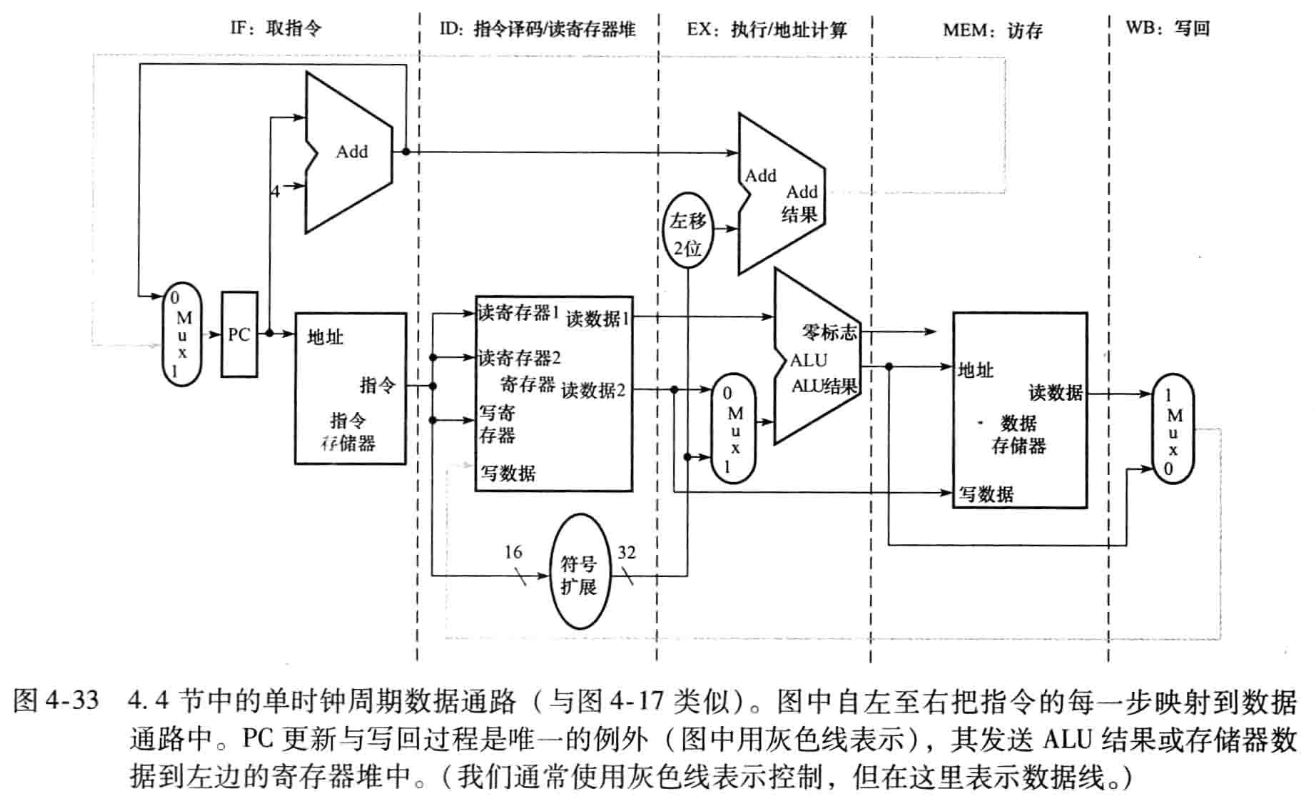 IF：取指令
ID：指令译码/读寄存器堆
EX：执行/地址计算
MEM：访存
WB：写回
Add
4
Add
Add
结果
左移
2位
0
M
u
x
1
PC
地址
指令
指令
存储器
读寄存器1
读数据1
读寄存器2
寄存器
读数据2
写寄
存器
写数据
零标志
ALU
ALU结果
0
M
u
x
1
地址
读数据
数据
存储器
写数据
1
M
u
x
0
16
符号
扩展
32
图 4-33 4.4 节中的单时钟周期数据通路（与图 4-17 类似）。图中自左至右把指令的每一步映射到数据
通路中。PC 更新与写回过程是唯一的例外（图中用灰色线表示），其发送 ALU 结果或存储器数
据到左边的寄存器堆中。（我们通常使用灰色线表示控制，但在这里表示数据线。）